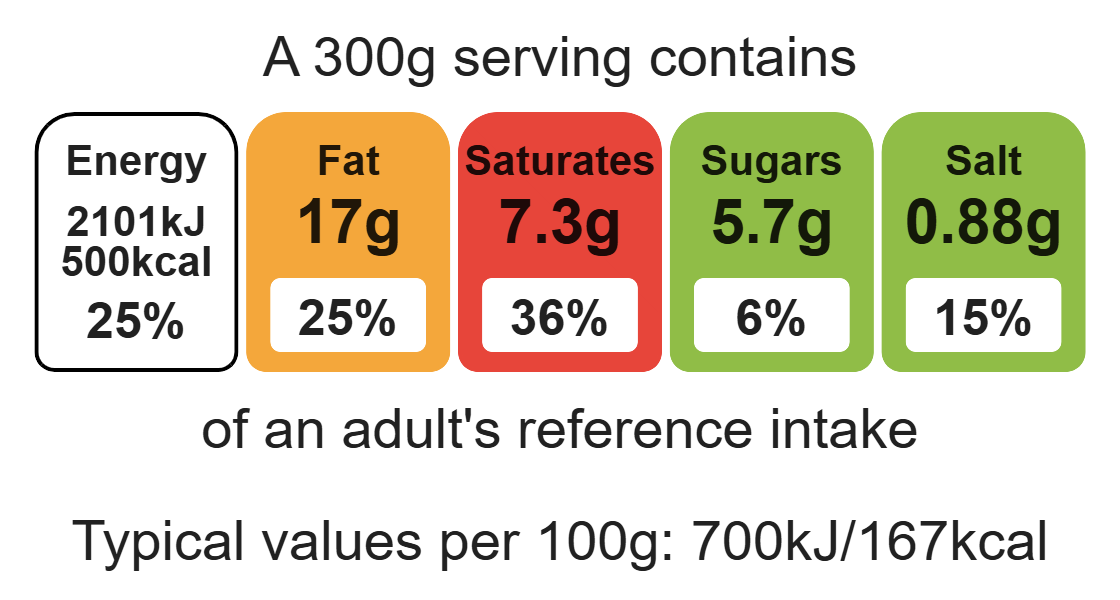 A 300g serving contains
Energy
2101kJ
500kcal
25%
Fat
17g
25%
Saturates
7.3g
36%
Sugars
5.7g
6%
Salt
0.88g
15%
of an adult's reference intake
Typical values per 100g: 700kJ/167kcal